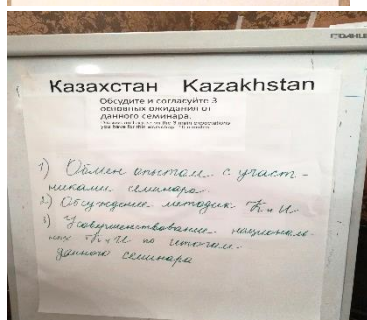 Казахстан Kazakhstan
Обсудите и согласуйте 3
основных ожидания от
данного семинара.
1) Обмен опытом с участ-
никами семинара.
2) Обсуждение методик К и И
3) Усовершенствование националь-
ных К и И по итогам
данного семинара